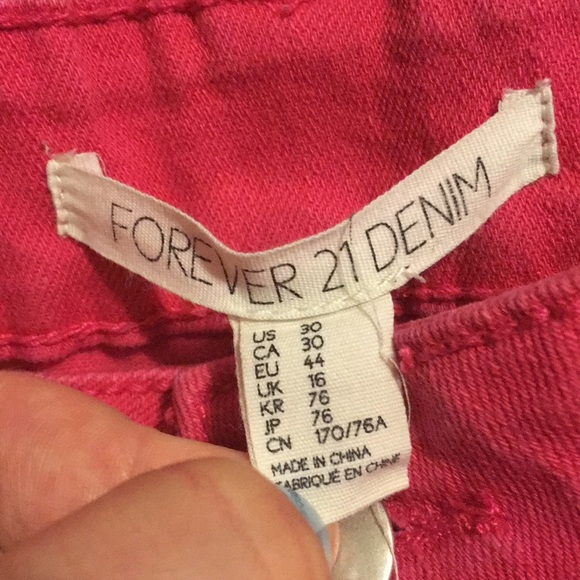 FOREVER 21 DENIM
US 30
CA 30
EU 44
UK 16
KR 76
JP 76
CN 170/76A
MADE IN CHINA
FABRIQUÉ EN CHINE